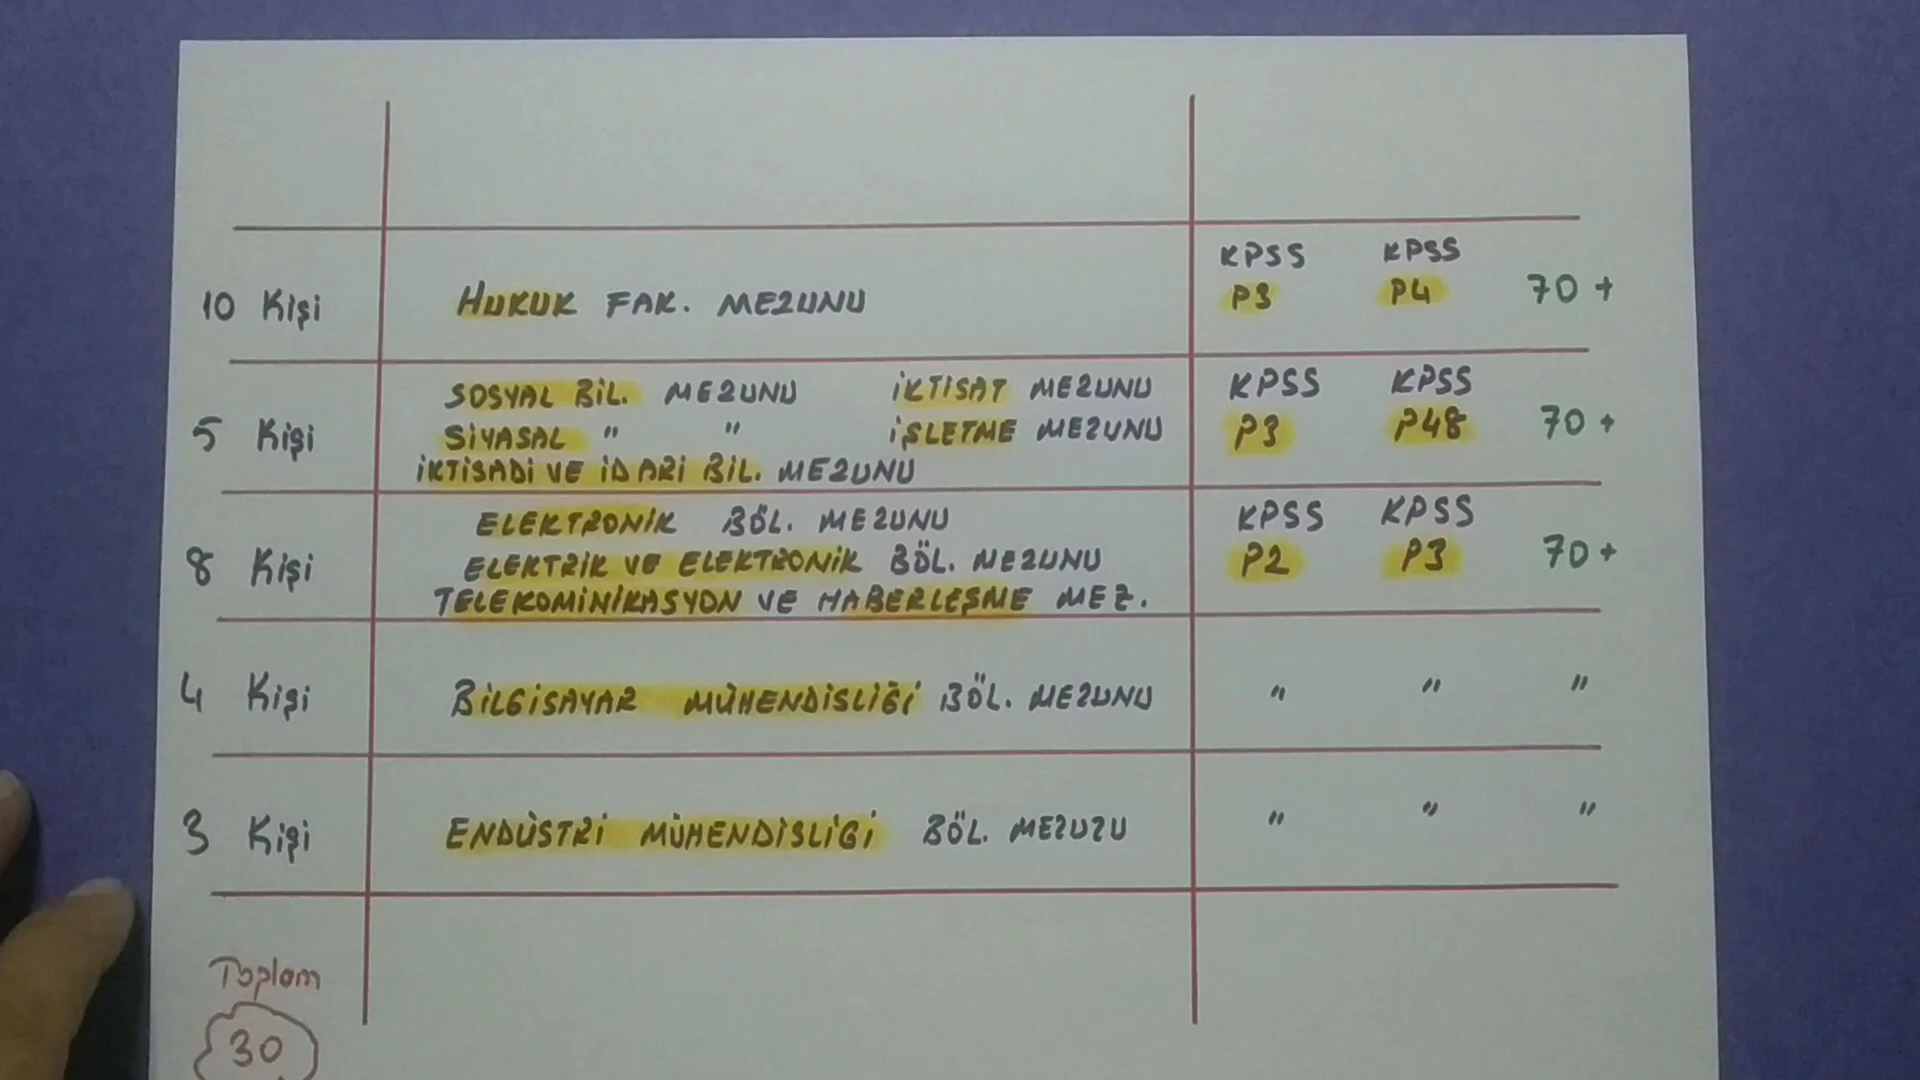 KPSS KPSS
10 Kişi HUKUK FAK. MEZUNU P3 P4 70 +
SOSYAL BİL. MEZUNU İKTİSAT MEZUNU KPSS KPSS
5 Kişi SİYASAL " " İŞLETME MEZUNU P3 P48 70 +
İKTİSADİ VE İDARİ BİL. MEZUNU
ELEKTRONİK BÖL. MEZUNU KPSS KPSS
8 Kişi ELEKTRİK VE ELEKTRONİK BÖL. MEZUNU P2 P3 70 +
TELEKOMİNİKASYON VE HABERLEŞME MEZ.
4 Kişi BİLGİSAYAR MÜHENDİSLİĞİ BÖL. MEZUNU " " "
3 Kişi ENDÜSTRİ MÜHENDİSLİĞİ BÖL. MEZUZU " " "
Toplam
30